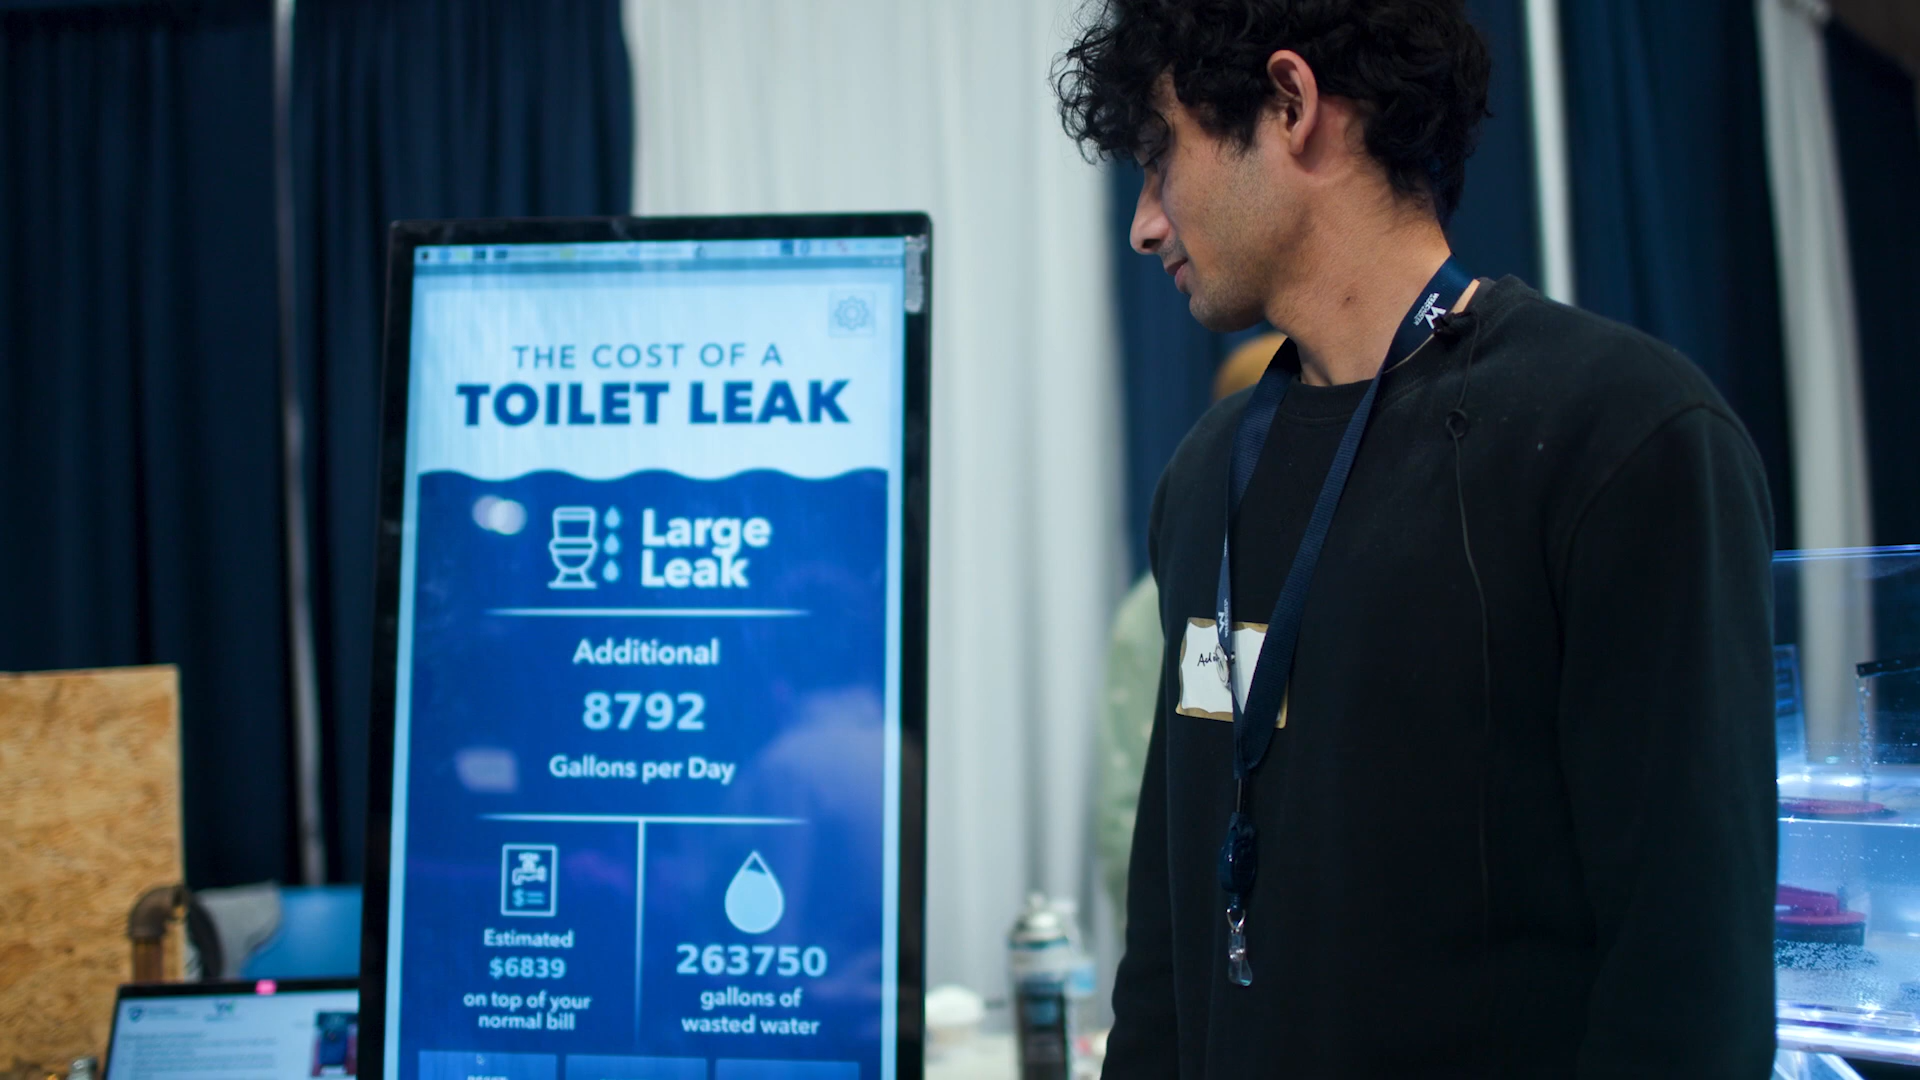 THE COST OF A
TOILET LEAK
Large
Leak
Additional
8792
Gallons per Day
Estimated
$6839
on top of your
normal bill
263750
gallons of
wasted water